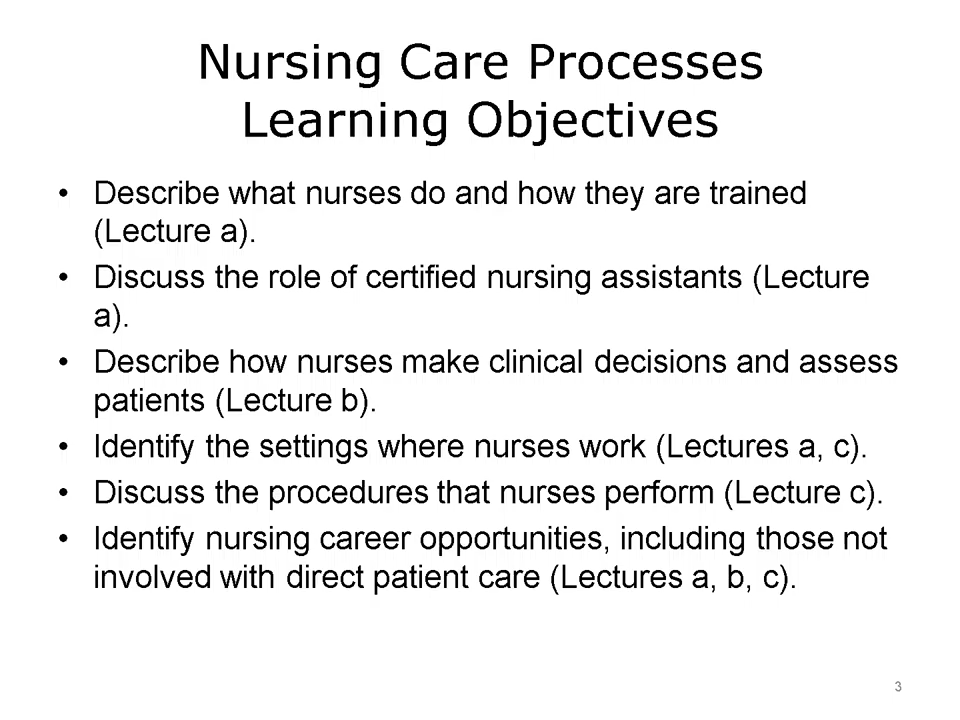 Nursing Care Processes
Learning Objectives
• Describe what nurses do and how they are trained
(Lecture a).
• Discuss the role of certified nursing assistants (Lecture
a).
• Describe how nurses make clinical decisions and assess
patients (Lecture b).
• Identify the settings where nurses work (Lectures a, c).
• Discuss the procedures that nurses perform (Lecture c).
• Identify nursing career opportunities, including those not
involved with direct patient care (Lectures a, b, c).
3